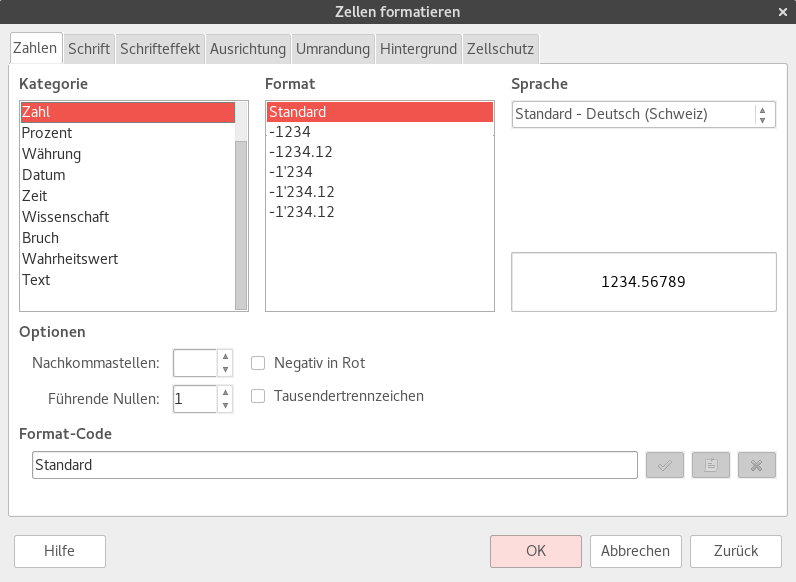 Zellen formatieren
Zahlen Schrift Schrifteffekt Ausrichtung Umrandung Hintergrund Zellschutz
Kategorie
Zahl
Prozent
Währung
Datum
Zeit
Wissenschaft
Bruch
Wahrheitswert
Text
Format
Standard
-1234
-1234.12
-1'234
-1'234.12
-1'234.12
Sprache
Standard - Deutsch (Schweiz)
1234.56789
Optionen
Nachkommastellen:
Negativ in Rot
Führende Nullen: 1
Tausendertrennzeichen
Format-Code
Standard
Hilfe OK Abbrechen Zurück